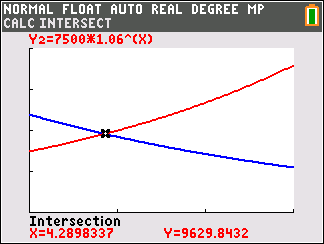 NORMAL FLOAT AUTO REAL DEGREE MP
CALC INTERSECT
Y2=7500*1.06^(X)
Intersection
X=4.2898337 Y=9629.8432